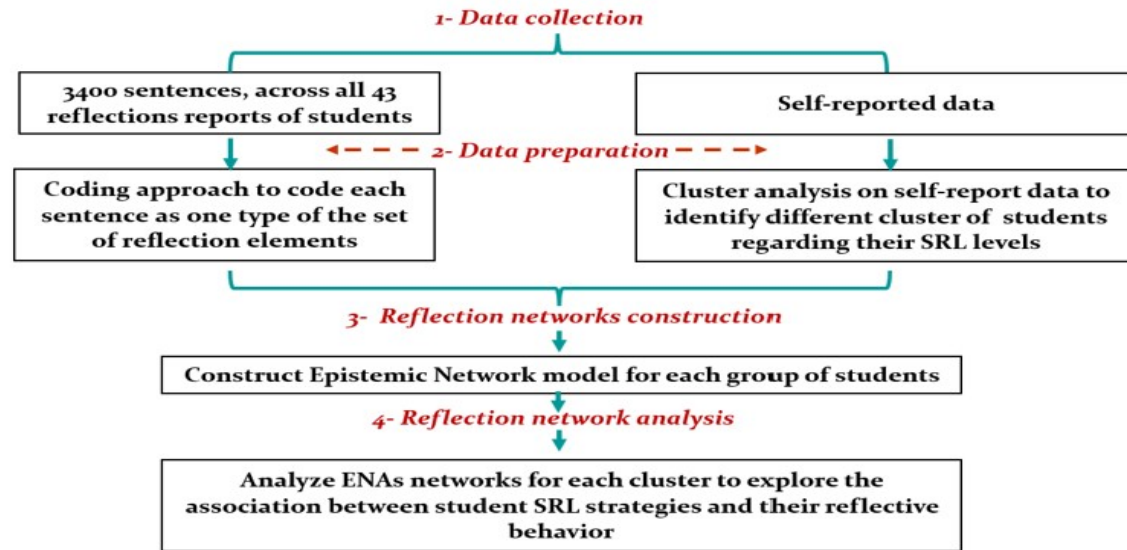 1- Data collection
3400 sentences, across all 43
reflections reports of students
Self-reported data
2- Data preparation
Coding approach to code each
sentence as one type of the set
of reflection elements
Cluster analysis on self-report data to
identify different cluster of students
regarding their SRL levels
3- Reflection networks construction
Construct Epistemic Network model for each group of students
4- Reflection network analysis
Analyze ENAs networks for each cluster to explore the
association between student SRL strategies and their reflective
behavior